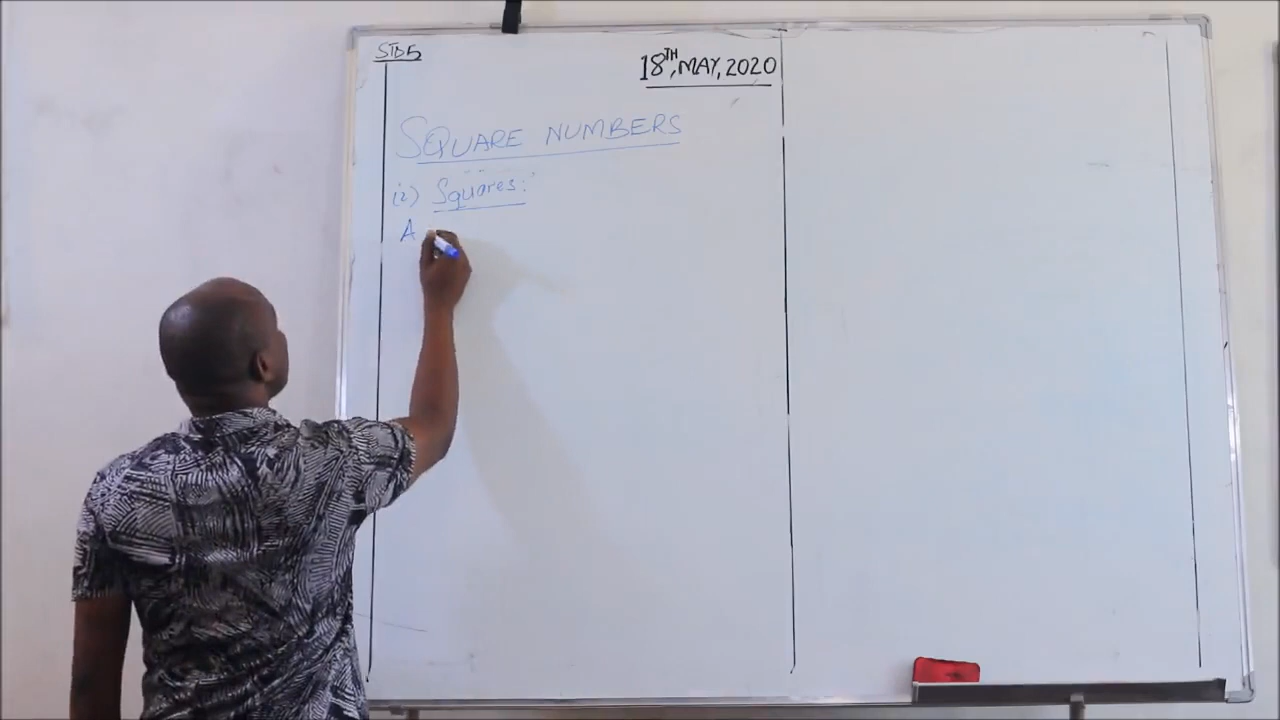 STD5
18TH, MAY, 2020
SQUARE NUMBERS
(i) Squares:
A